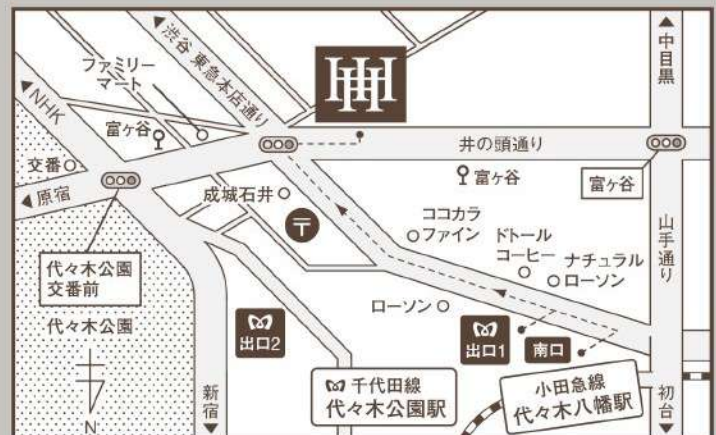 渋谷 東急本店通り
ファミリー
マート
NHK
富ヶ谷
交番
原宿
代々木公園
交番前
代々木公園
N
成城石井
〒
井の頭通り
富ヶ谷
中目黒
富ヶ谷
山手通り
ココカラ
ファイン
ドトール
コーヒー
ナチュラル
ローソン
ローソン
出口2
出口1
南口
新宿
千代田線
代々木公園駅
小田急線
代々木八幡駅
初台